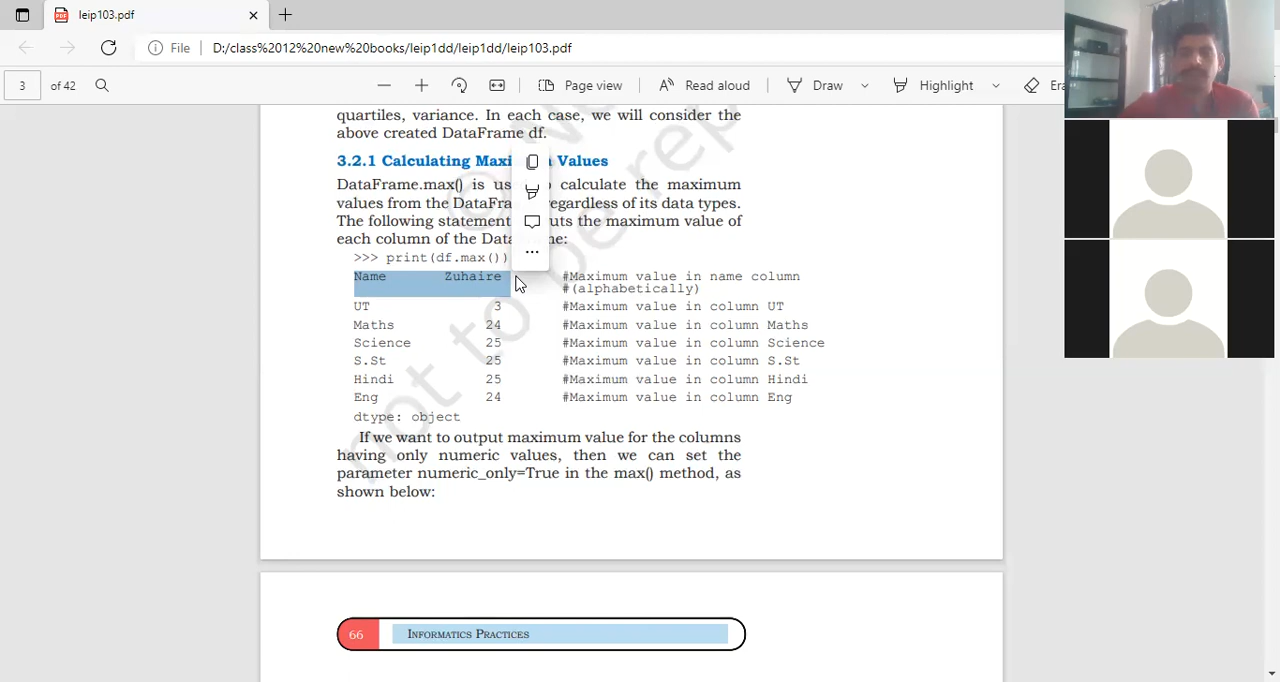 leip103.pdf
File D:/class%2012%20new%20books/leip1dd/leip1dd/leip103.pdf
3 of 42 Page view Read aloud Draw Highlight
quartiles, variance. In each case, we will consider the
above created DataFrame df.
3.2.1 Calculating Values
DataFrame.max() is calculate the maximum
values from the regardless of its data types.
The following statement the maximum value of
each column of the
>>> print(df.max())
Name Zuhaire #Maximum value in name column
#(alphabetically)
UT 3 #Maximum value in column UT
Maths 24 #Maximum value in column Maths
Science 25 #Maximum value in column Science
S.St 25 #Maximum value in column S.St
Hindi 25 #Maximum value in column Hindi
Eng 24 #Maximum value in column Eng
dtype: object
If we want to output maximum value for the columns
having only numeric values, then we can set the
parameter numeric_only=True in the max() method, as
shown below:
not to be rep
66 Informatics Practices